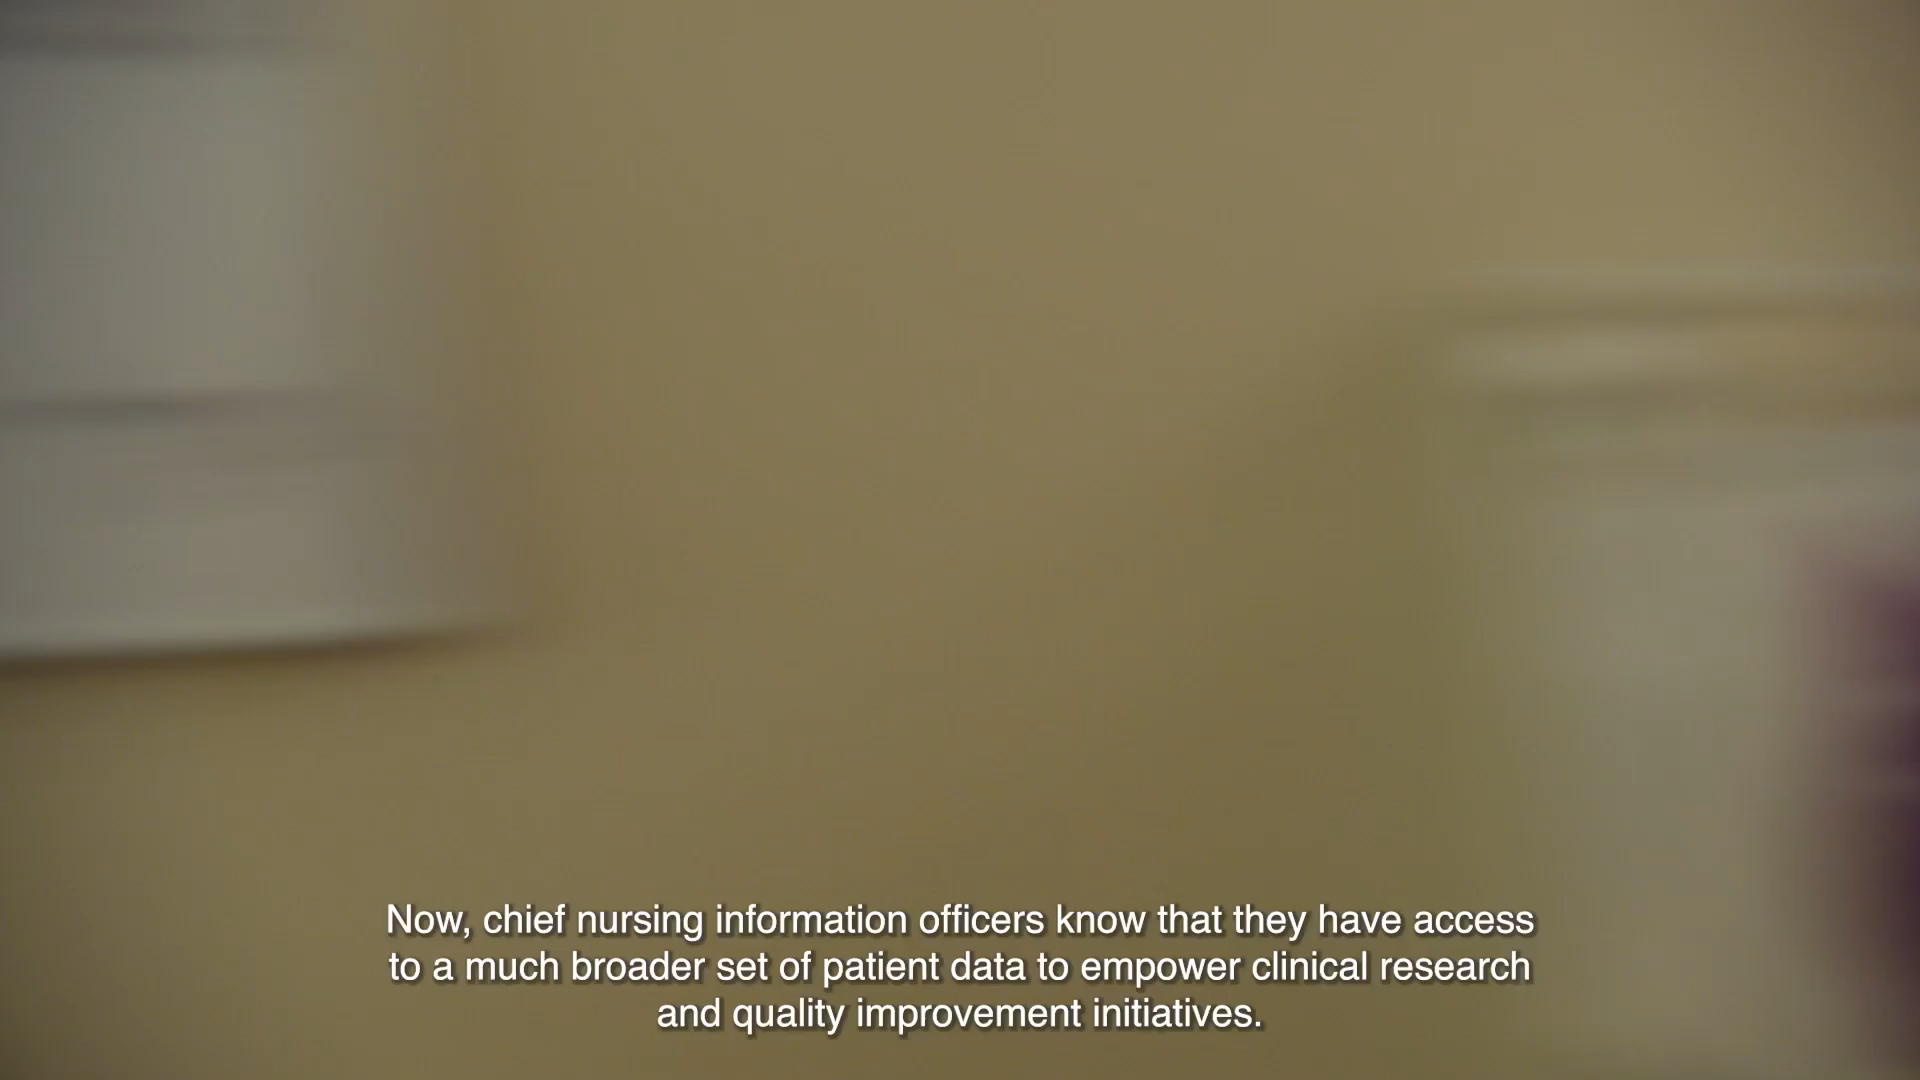 Now, chief nursing information officers know that they have access
to a much broader set of patient data to empower clinical research
and quality improvement initiatives.